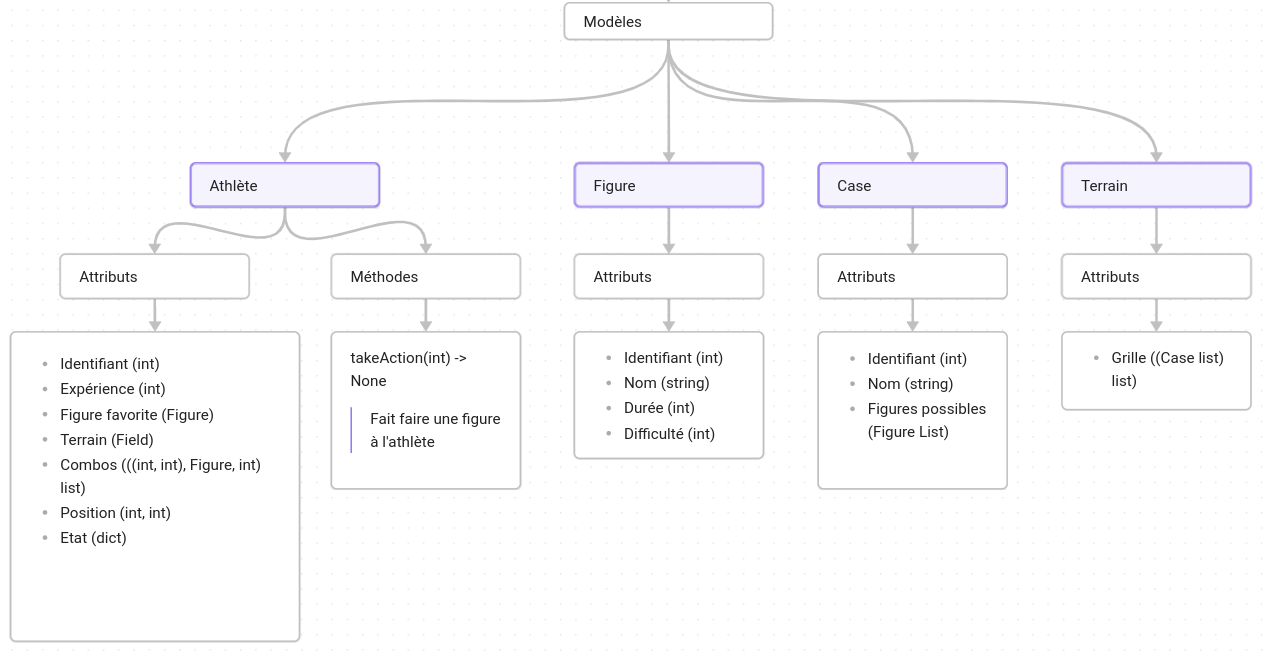 Modèles
Athlète
Figure
Case
Terrain
Attributs
Méthodes
Attributs
Attributs
Attributs
Identifiant (int)
Expérience (int)
Figure favorite (Figure)
Terrain (Field)
Combos (((int, int), Figure, int)
list)
Position (int, int)
Etat (dict)
takeAction(int) ->
None
Fait faire une figure
à l'athlète
Identifiant (int)
Nom (string)
Durée (int)
Difficulté (int)
Identifiant (int)
Nom (string)
Figures possibles
(Figure List)
Grille ((Case list)
list)